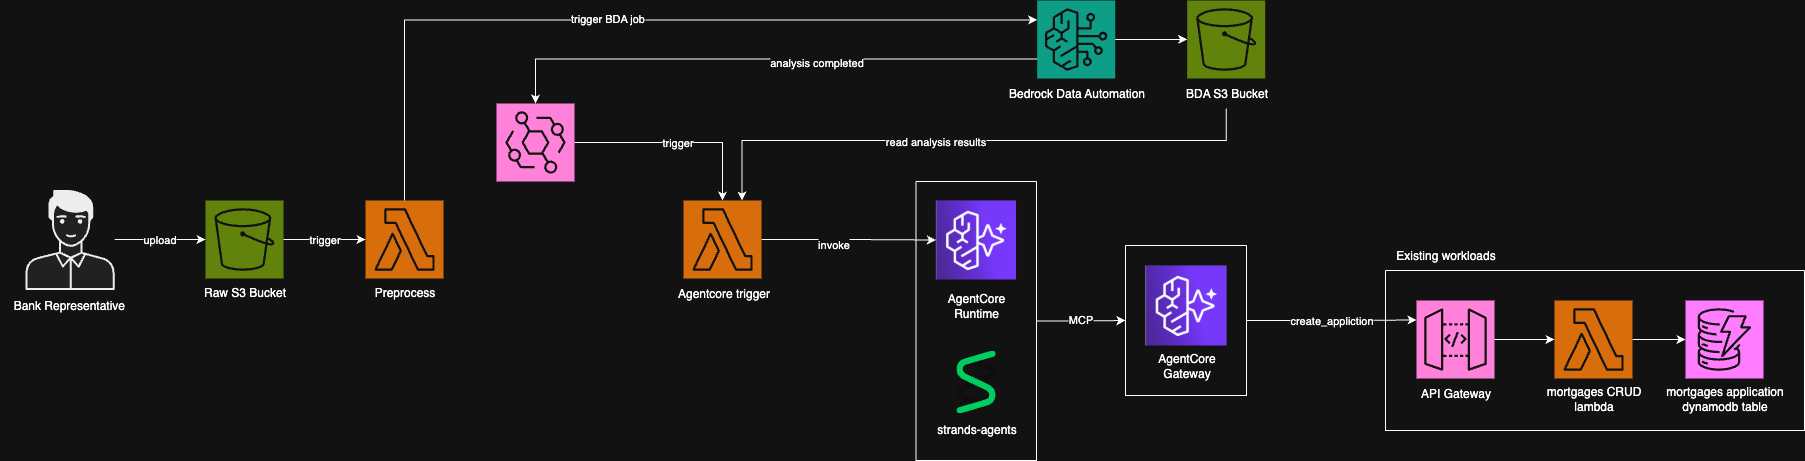 trigger BDA job
analysis completed
Bedrock Data Automation
BDA S3 Bucket
trigger
read analysis results
upload
trigger
Bank Representative
Raw S3 Bucket
Preprocess
Agentcore trigger
invoke
AgentCore
Runtime
strands-agents
MCP
AgentCore
Gateway
create_appliction
Existing workloads
API Gateway
mortgages CRUD
lambda
mortgages application
dynamodb table